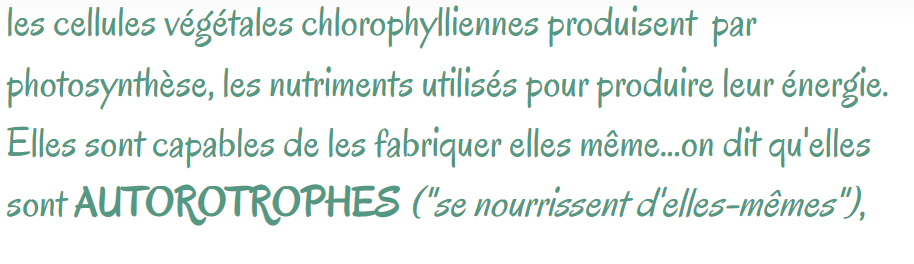 les cellules végétales chlorophylliennes produisent par
photosynthèse, les nutriments utilisés pour produire leur énergie.
Elles sont capables de les fabriquer elles même...on dit qu'elles
sont AUTOROTROPHES ("se nourrissent d'elles-mêmes"),